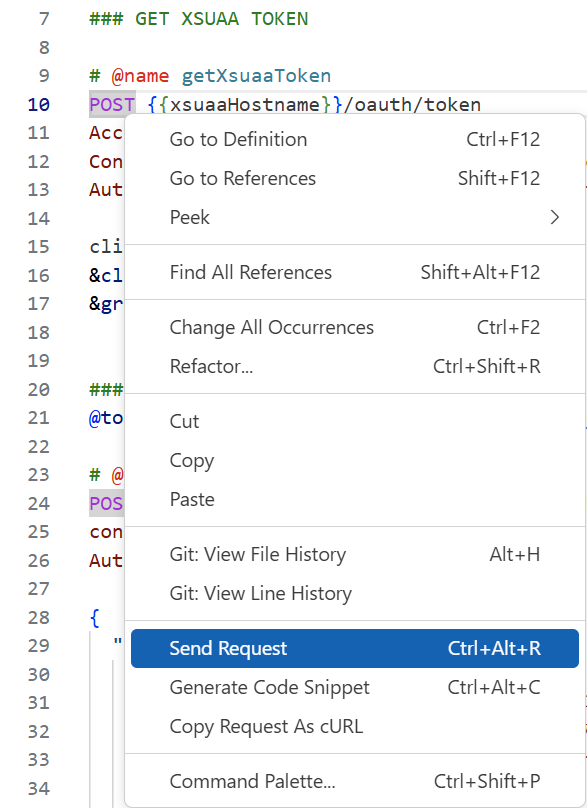 7 ### GET XSUAA TOKEN
8
9 # @name getXsuaaToken
10 POST {{xsuaaHostname}}/oauth/token
11 Acc
12 Con
13 Aut
14
15 cli
16 &cl
17 &gr
18
19
20 ###
21 @to
22
23 # @
24 POS
25 con
26 Aut
27
28 {
29 "
30
31
32
33
34
Go to Definition Ctrl+F12
Go to References Shift+F12
Peek >
Find All References Shift+Alt+F12
Change All Occurrences Ctrl+F2
Refactor... Ctrl+Shift+R
Cut
Copy
Paste
Git: View File History Alt+H
Git: View Line History
Send Request Ctrl+Alt+R
Generate Code Snippet Ctrl+Alt+C
Copy Request As cURL
Command Palette... Ctrl+Shift+P